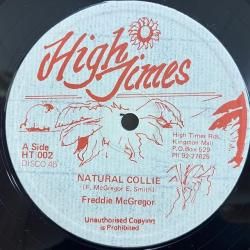 High
Times
A Side
HT 002
DISCO 45
High Times Rds.
Kingston Mall
P.O.Box 529
PH 92-27625
NATURAL COLLIE
(F. McGregor E. Smith)
Freddie McGregor
Unauthorised Copying
is Prohibited